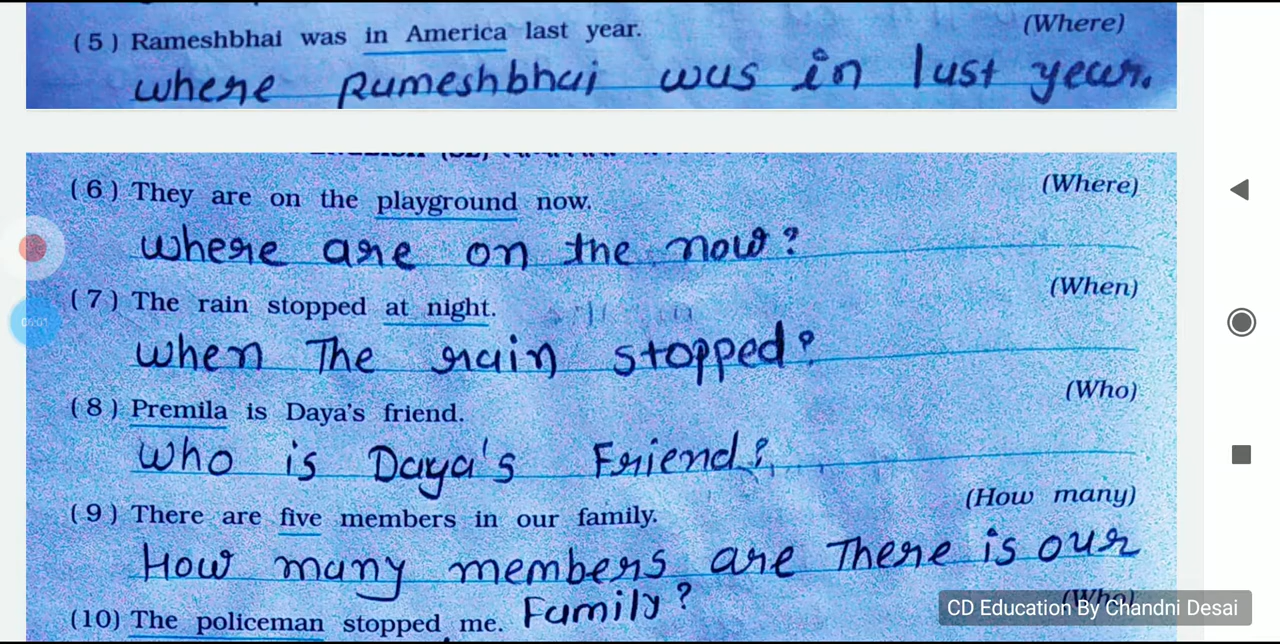 (5) Rameshbhai was in America last year. (Where)
where Rumeshbhai was in last year.
(6) They are on the playground now. (Where)
where are on the now?
(7) The rain stopped at night. (When)
when The rain stopped?
(8) Premila is Daya's friend. (Who)
who is Daya's Friend?
(9) There are five members in our family. (How many)
How many members are There is our
Family?
(10) The policeman stopped me. (Who)
CD Education By Chandni Desai